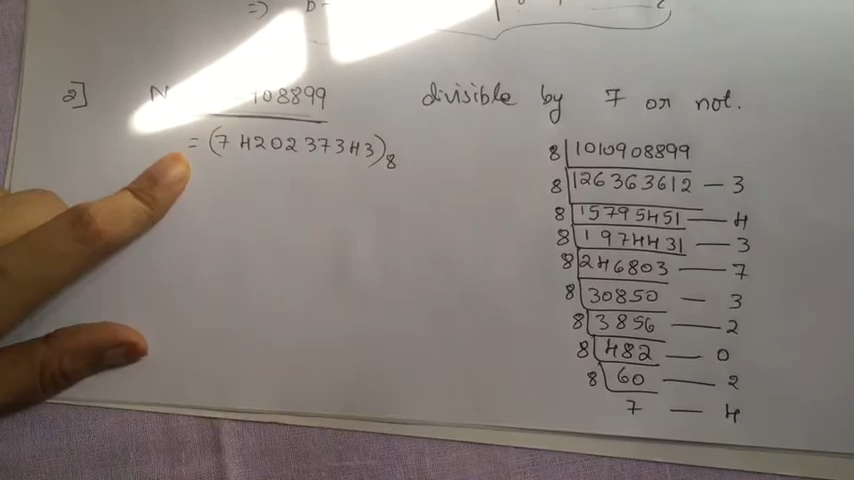 2] N 108899 divisible by 7 or not.
= (7420237343)8
8 | 1010908899
8 | 126363612 — 3
8 | 15795451 — 4
8 | 1974431 — 3
8 | 246803 — 7
8 | 30850 — 3
8 | 3856 — 2
8 | 482 — 0
8 | 60 — 2
7 — 4